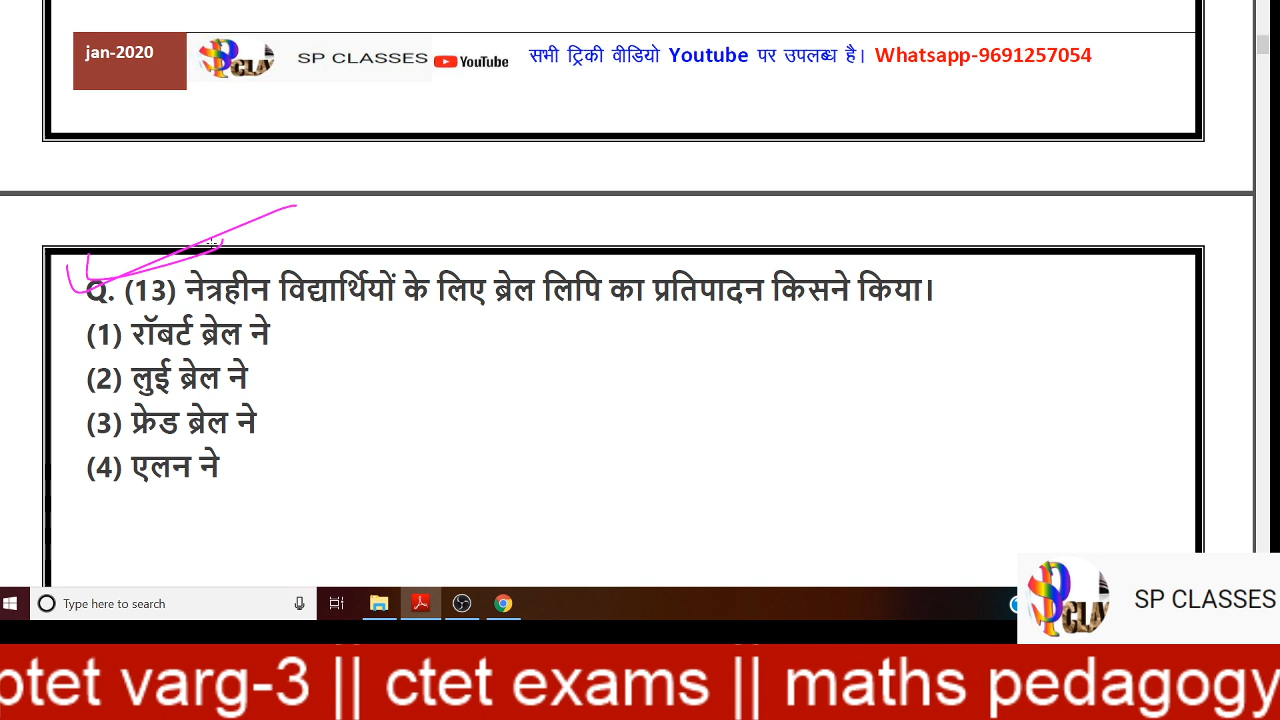 jan-2020
SP CLASSES YouTube सभी ट्रिकी वीडियो Youtube पर उपलब्ध है। Whatsapp-9691257054
Q. (13) नेत्रहीन विद्यार्थियों के लिए ब्रेल लिपि का प्रतिपादन किसने किया।
(1) रॉबर्ट ब्रेल ने
(2) लुई ब्रेल ने
(3) फ्रेड ब्रेल ने
(4) एलन ने
Type here to search
SP CLASSES
ptet varg-3 || ctet exams || maths pedagogy